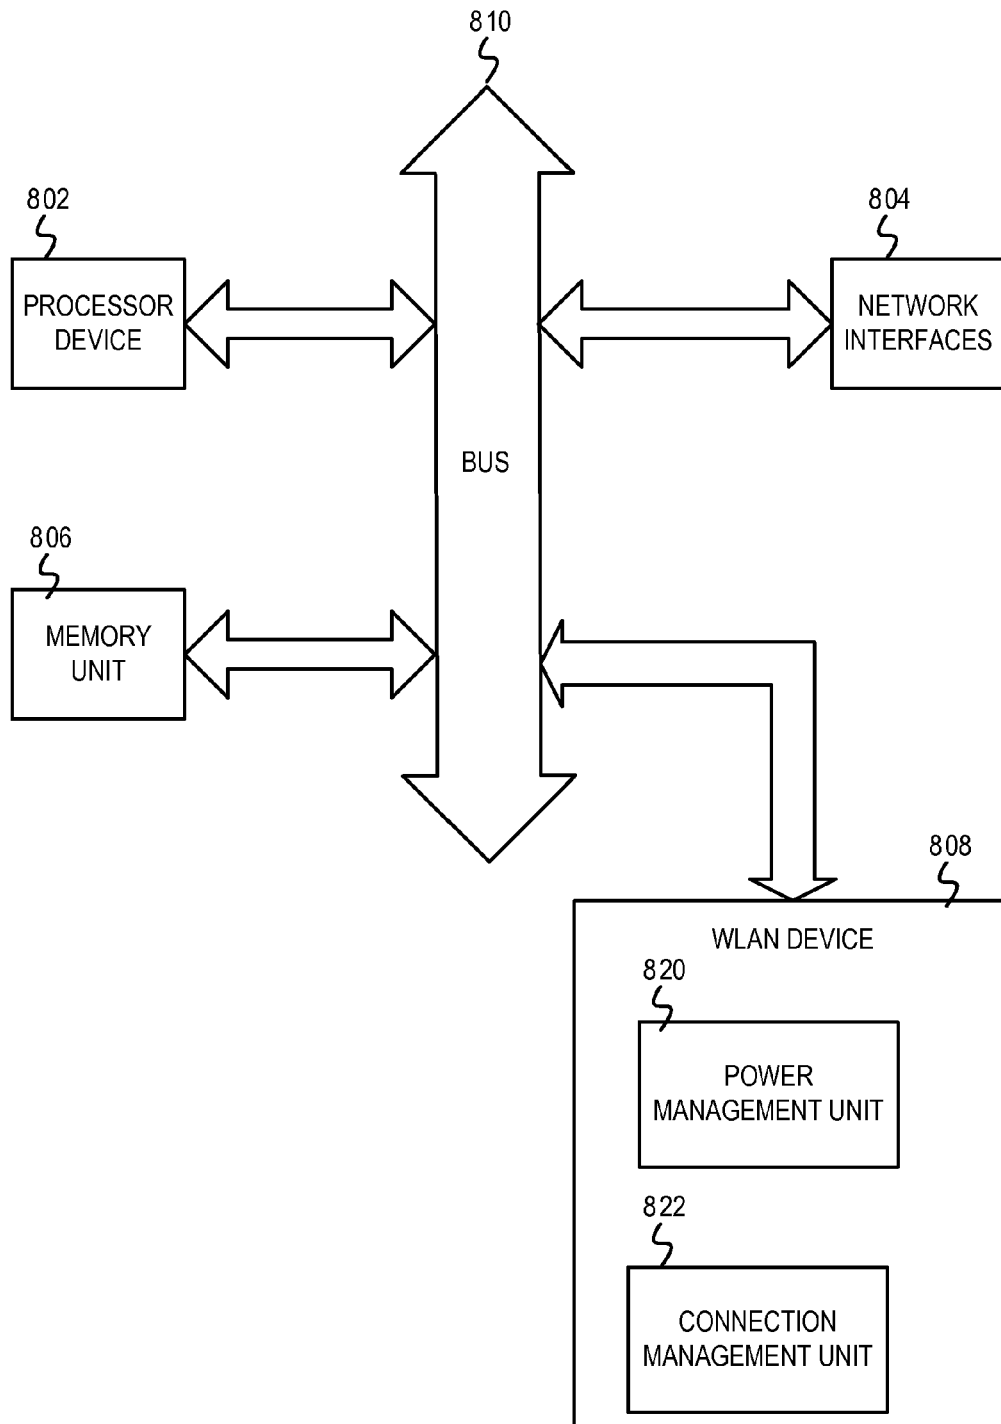 810
802
804
PROCESSOR
DEVICE
NETWORK
INTERFACES
BUS
806
MEMORY
UNIT
808
WLAN DEVICE
820
POWER
MANAGEMENT UNIT
822
CONNECTION
MANAGEMENT UNIT